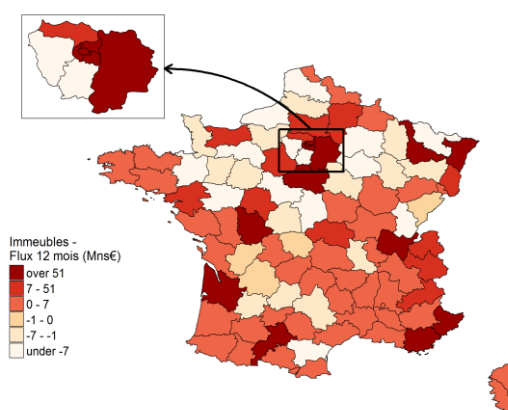 Immeubles -
Flux 12 mois (Mns€)
over 51
7 - 51
0 - 7
-1 - 0
-7 - -1
under -7